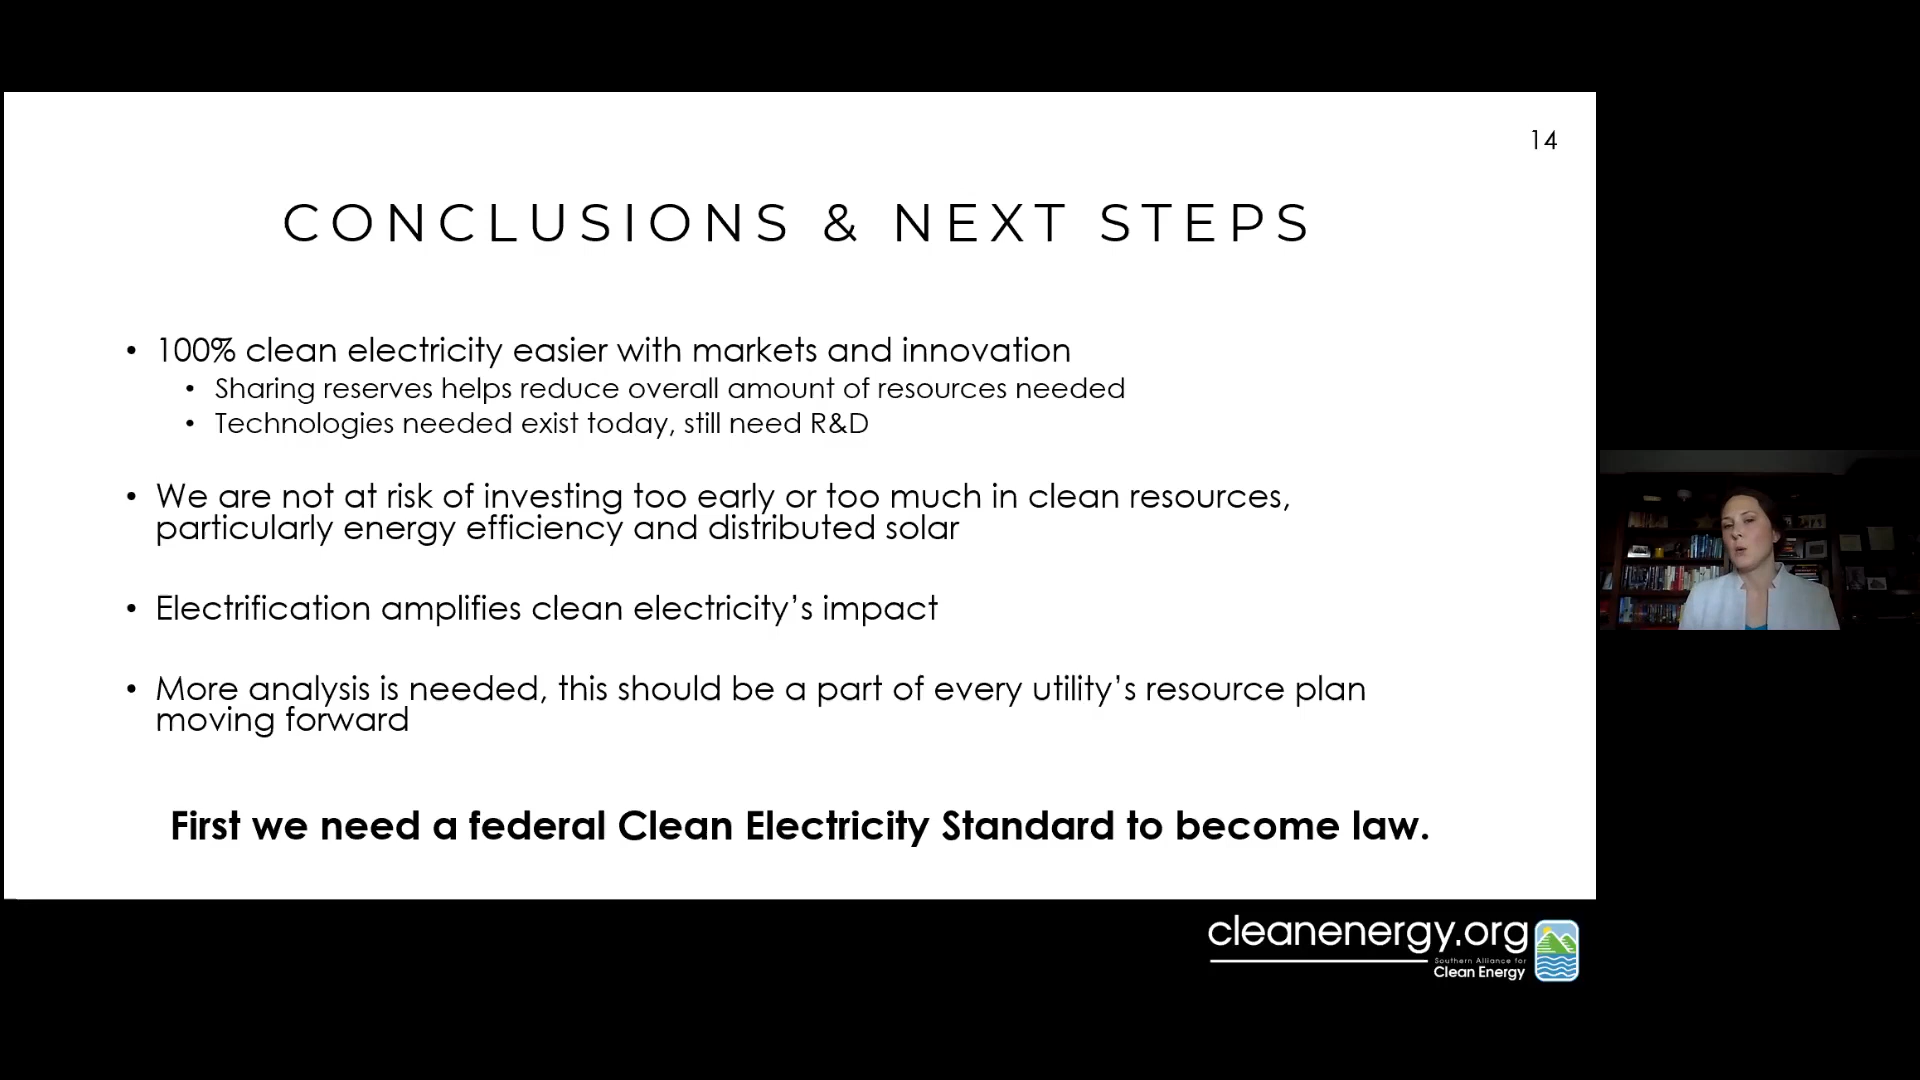 14
CONCLUSIONS & NEXT STEPS
• 100% clean electricity easier with markets and innovation
• Sharing reserves helps reduce overall amount of resources needed
• Technologies needed exist today, still need R&D
• We are not at risk of investing too early or too much in clean resources,
particularly energy efficiency and distributed solar
• Electrification amplifies clean electricity’s impact
• More analysis is needed, this should be a part of every utility’s resource plan
moving forward
First we need a federal Clean Electricity Standard to become law.
cleanenergy.org
Southern Alliance for
Clean Energy